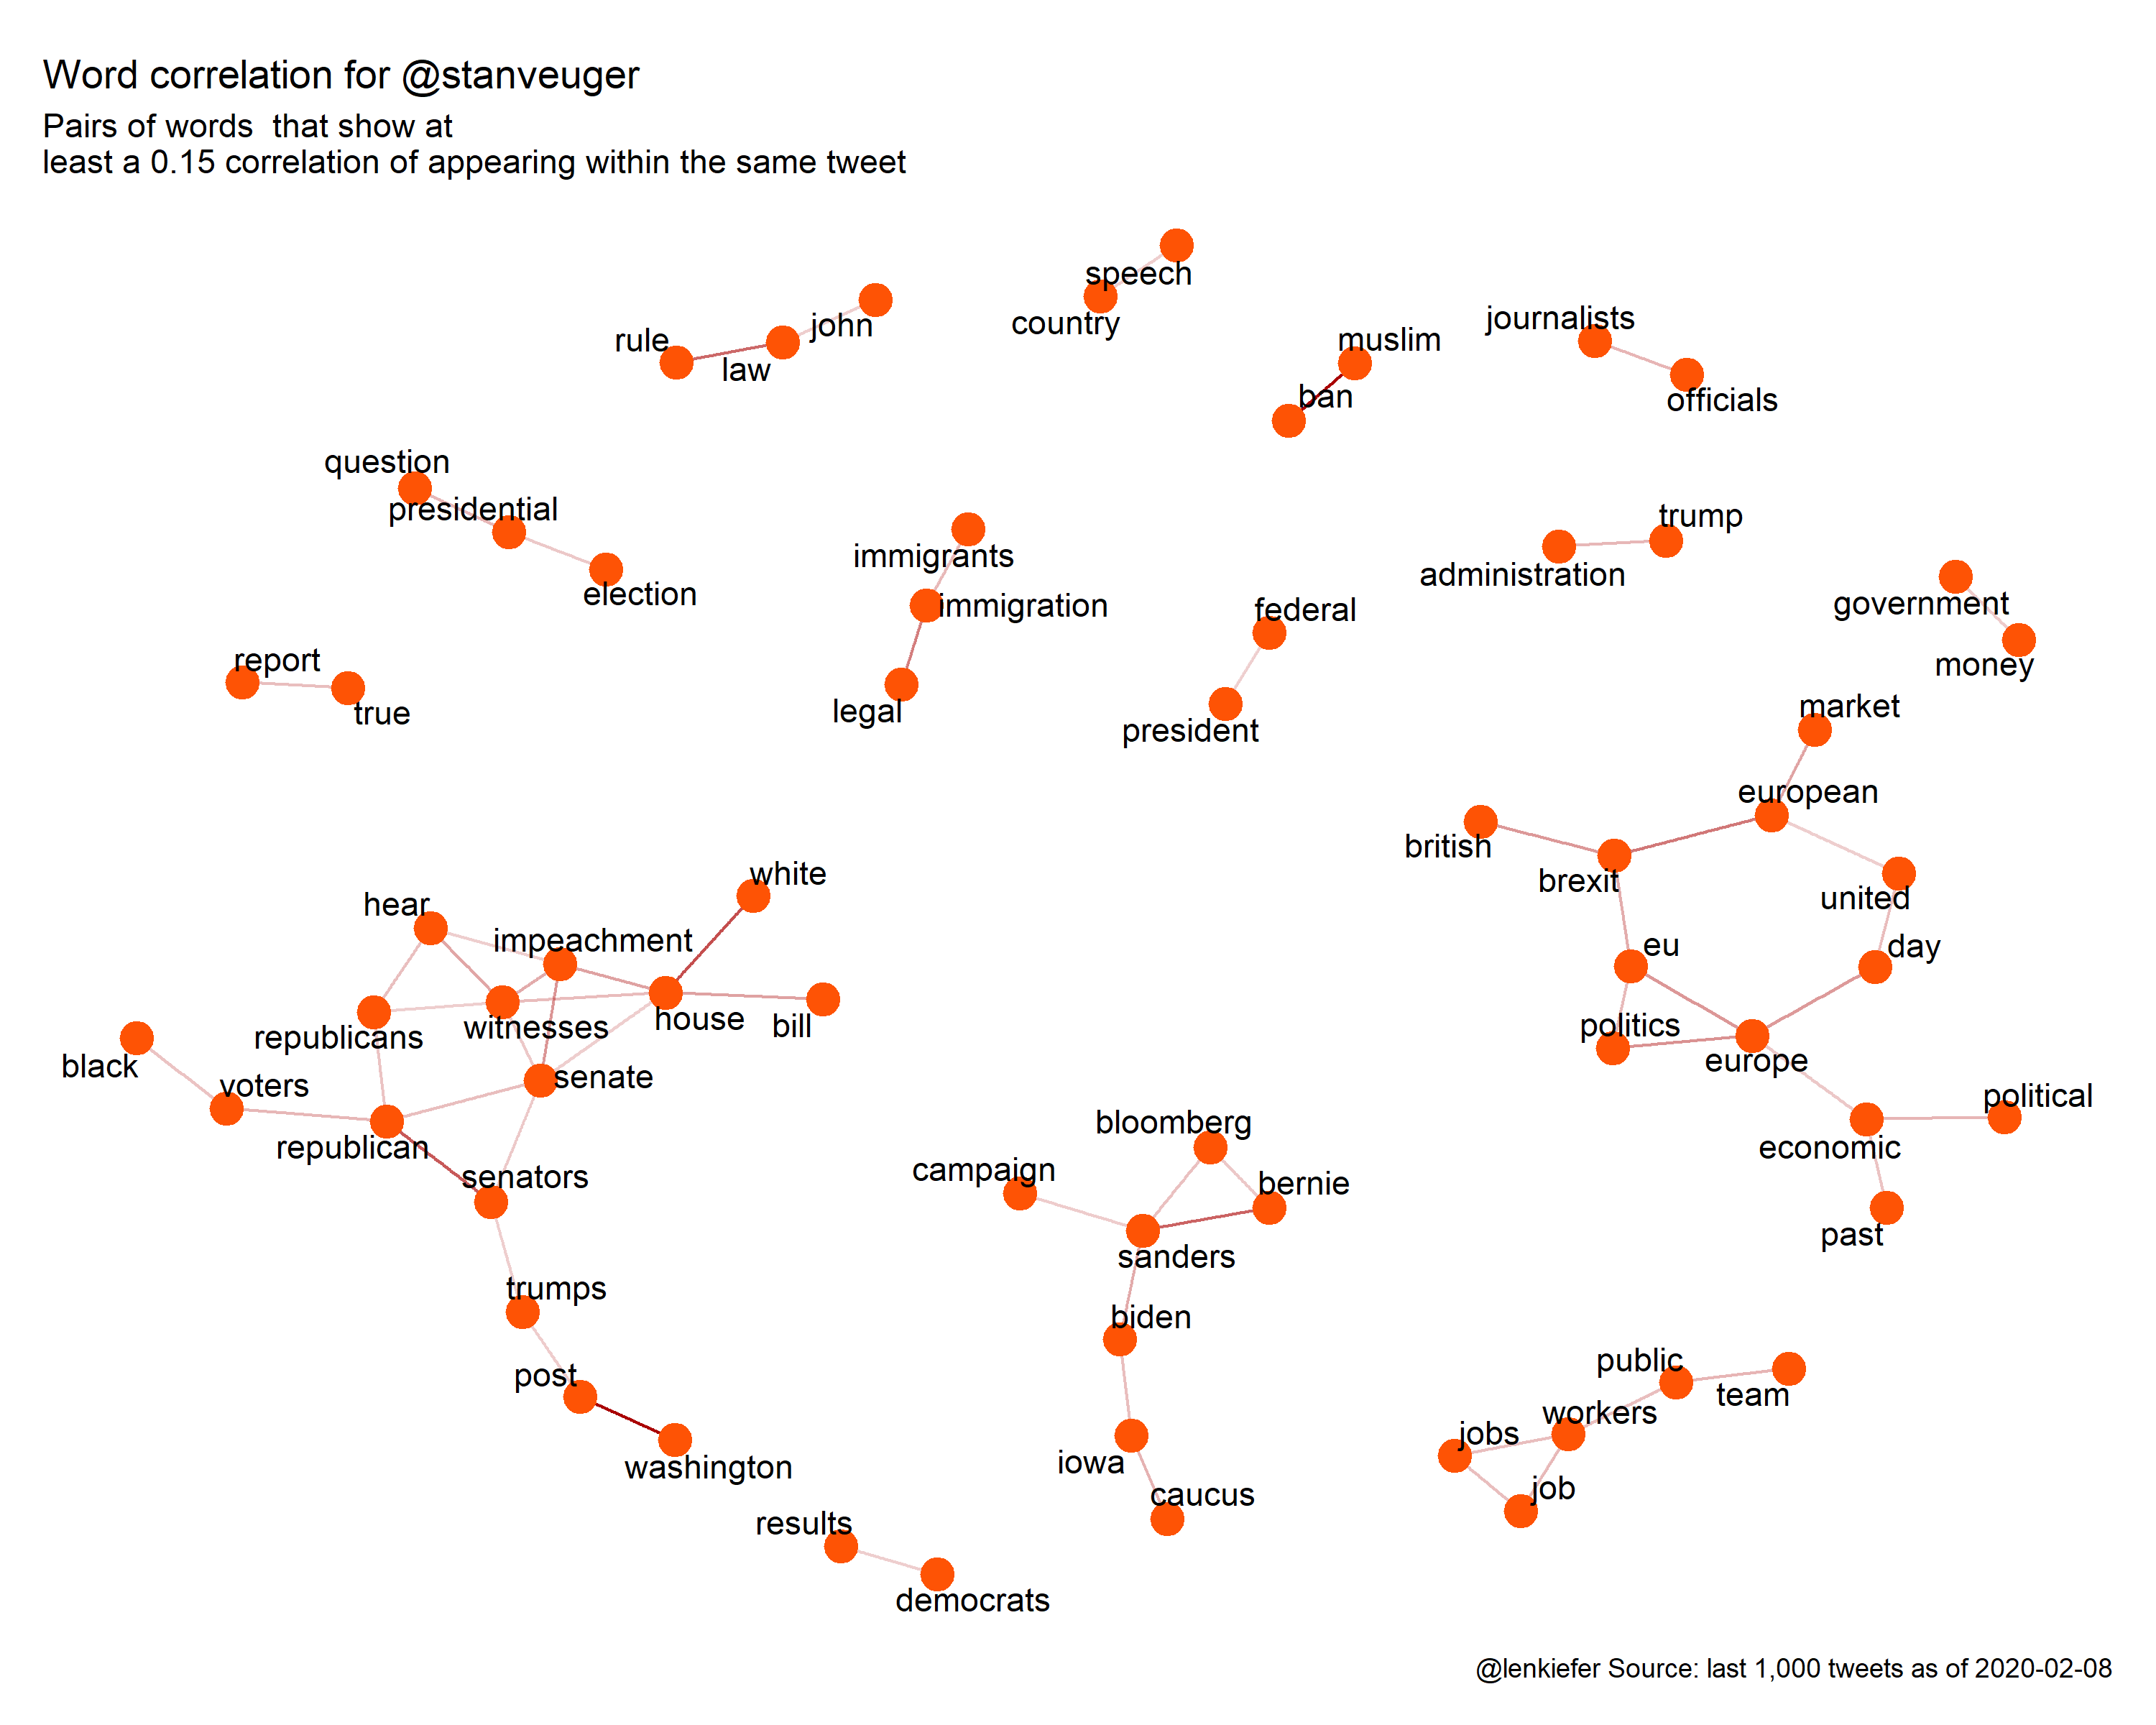 Word correlation for @stanveuger
Pairs of words  that show at
least a 0.15 correlation of appearing within the same tweet
speech
country
john
rule
law
muslim
ban
journalists
officials
question
presidential
election
immigrants
immigration
legal
trump
administration
federal
president
government
money
report
true
market
european
british
brexit
united
eu
day
politics
europe
political
economic
past
white
hear
impeachment
house
bill
witnesses
republicans
black
voters
senate
republican
senators
trumps
post
washington
bloomberg
campaign
bernie
sanders
biden
iowa
caucus
public
team
workers
jobs
job
results
democrats
@lenkiefer Source: last 1,000 tweets as of 2020-02-08